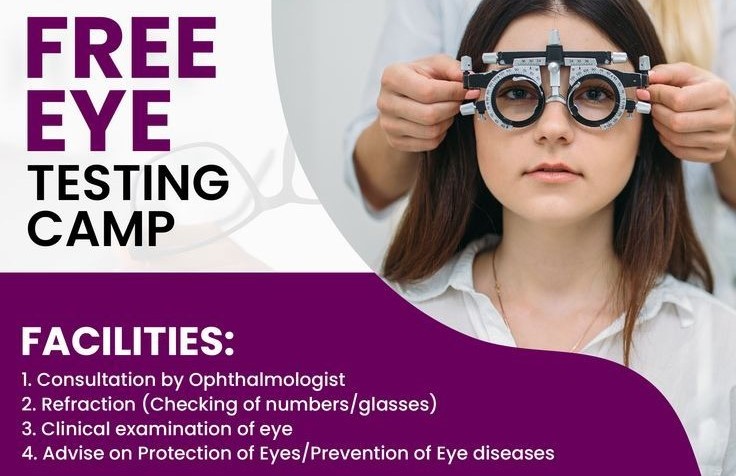 FREE
EYE
TESTING
CAMP
FACILITIES:
1. Consultation by Ophthalmologist
2. Refraction (Checking of numbers/glasses)
3. Clinical examination of eye
4. Advise on Protection of Eyes/Prevention of Eye diseases